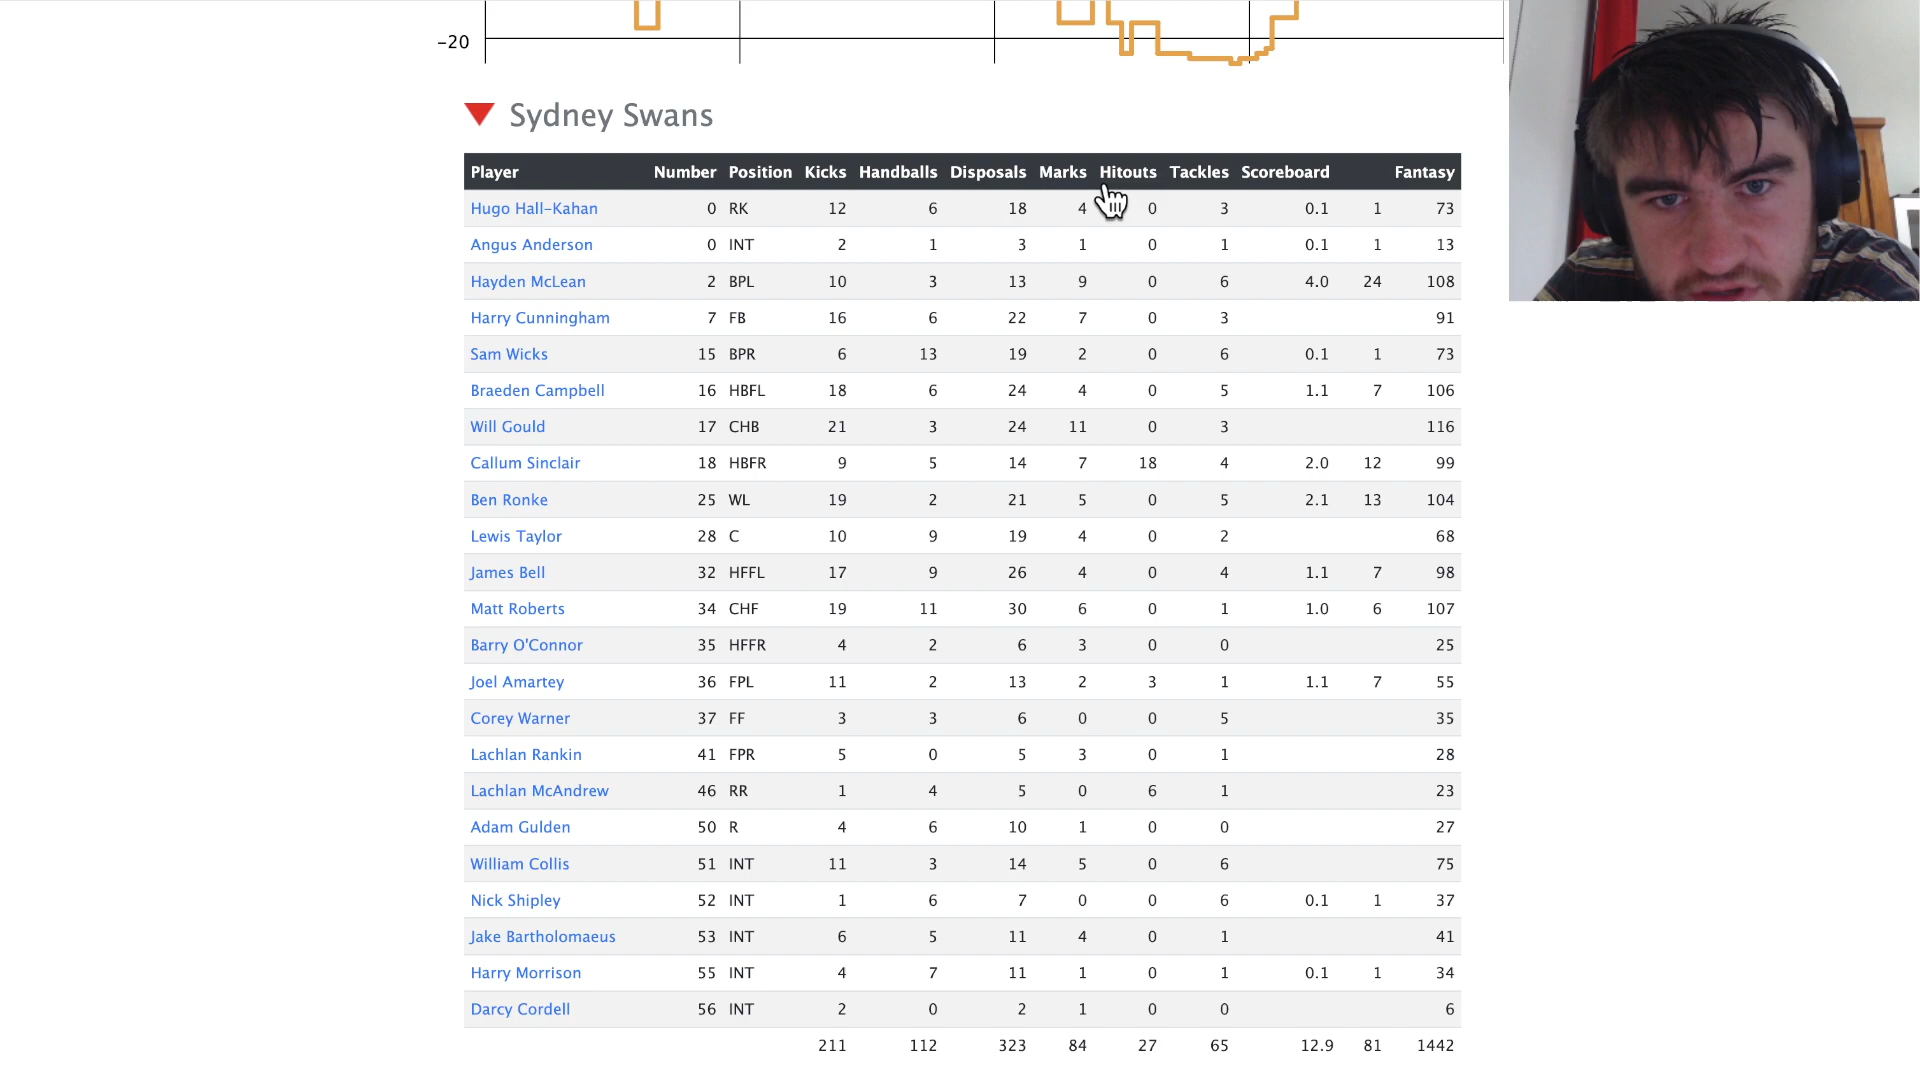 -20
Sydney Swans
Player Number Position Kicks Handballs Disposals Marks Hitouts Tackles Scoreboard Fantasy
Hugo Hall-Kahan 0 RK 12 6 18 4 0 3 0.1 1 73
Angus Anderson 0 INT 2 1 3 1 0 1 0.1 1 13
Hayden McLean 2 BPL 10 3 13 9 0 6 4.0 24 108
Harry Cunningham 7 FB 16 6 22 7 0 3 91
Sam Wicks 15 BPR 6 13 19 2 0 6 0.1 1 73
Braeden Campbell 16 HBFL 18 6 24 4 0 5 1.1 7 106
Will Gould 17 CHB 21 3 24 11 0 3 116
Callum Sinclair 18 HBFR 9 5 14 7 18 4 2.0 12 99
Ben Ronke 25 WL 19 2 21 5 0 5 2.1 13 104
Lewis Taylor 28 C 10 9 19 4 0 2 68
James Bell 32 HFFL 17 9 26 4 0 4 1.1 7 98
Matt Roberts 34 CHF 19 11 30 6 0 1 1.0 6 107
Barry O'Connor 35 HFFR 4 2 6 3 0 0 25
Joel Amartey 36 FPL 11 2 13 2 3 1 1.1 7 55
Corey Warner 37 FF 3 3 6 0 0 5 35
Lachlan Rankin 41 FPR 5 0 5 3 0 1 28
Lachlan McAndrew 46 RR 1 4 5 0 6 1 23
Adam Gulden 50 R 4 6 10 1 0 0 27
William Collis 51 INT 11 3 14 5 0 6 75
Nick Shipley 52 INT 1 6 7 0 0 6 0.1 1 37
Jake Bartholomaeus 53 INT 6 5 11 4 0 1 41
Harry Morrison 55 INT 4 7 11 1 0 1 0.1 1 34
Darcy Cordell 56 INT 2 0 2 1 0 0 6
211 112 323 84 27 65 12.9 81 1442